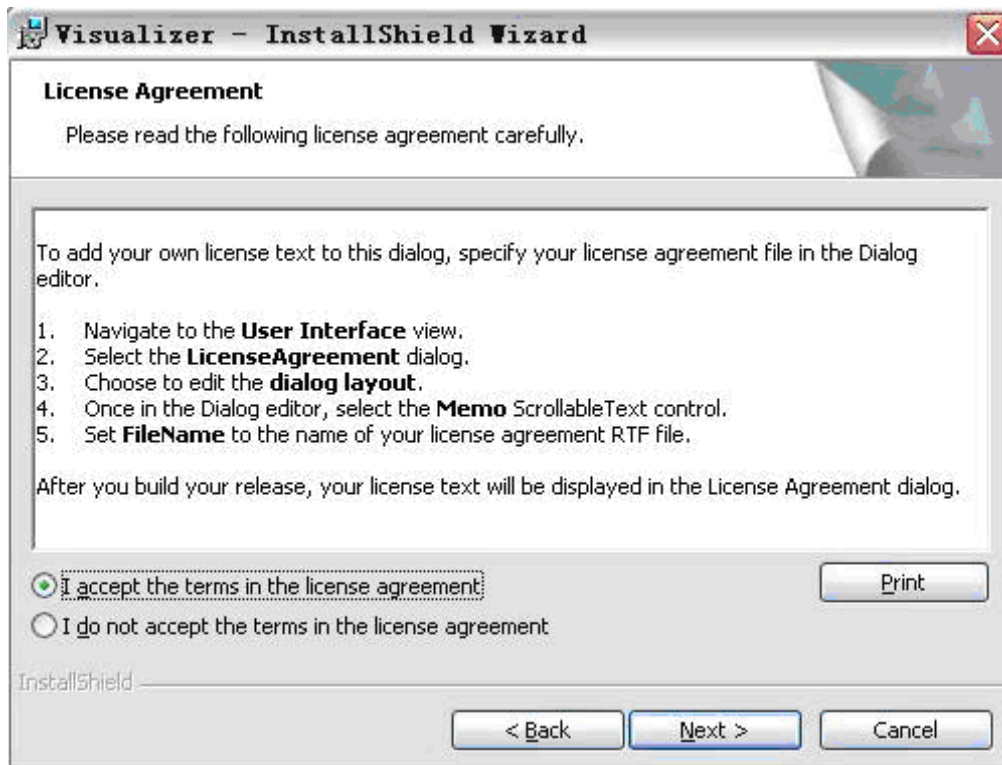 Visualizer - InstallShield Wizard
License Agreement
Please read the following license agreement carefully.
To add your own license text to this dialog, specify your license agreement file in the Dialog
editor.
1. Navigate to the User Interface view.
2. Select the LicenseAgreement dialog.
3. Choose to edit the dialog layout.
4. Once in the Dialog editor, select the Memo ScrollableText control.
5. Set FileName to the name of your license agreement RTF file.
After you build your release, your license text will be displayed in the License Agreement dialog.
I accept the terms in the license agreement
Print
I do not accept the terms in the license agreement
InstallShield
< Back Next > Cancel